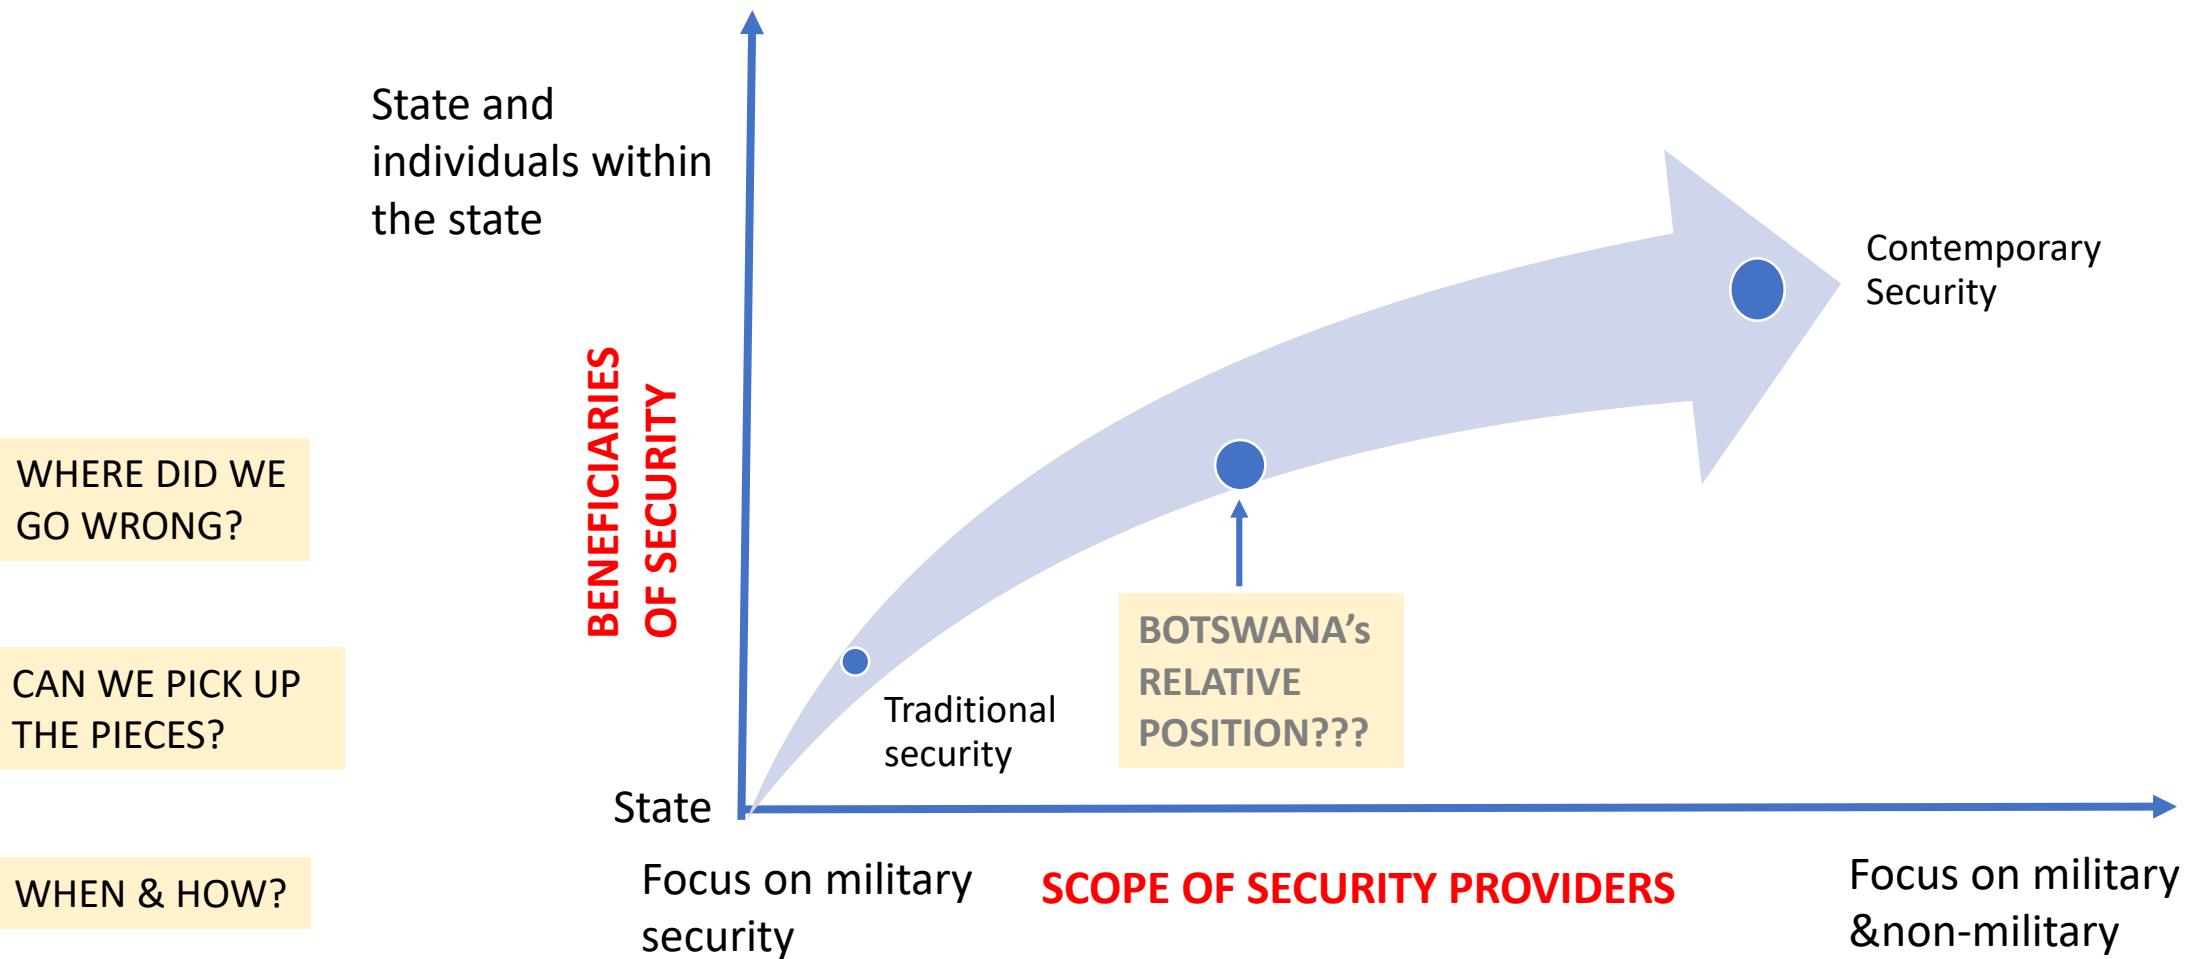 State and
individuals within
the state
Contemporary
Security
BENEFICIARIES
OF SECURITY
WHERE DID WE
GO WRONG?
BOTSWANA's
RELATIVE
POSITION???
CAN WE PICK UP
THE PIECES?
Traditional
security
State
WHEN & HOW?
Focus on military
security
SCOPE OF SECURITY PROVIDERS
Focus on military
&non-military